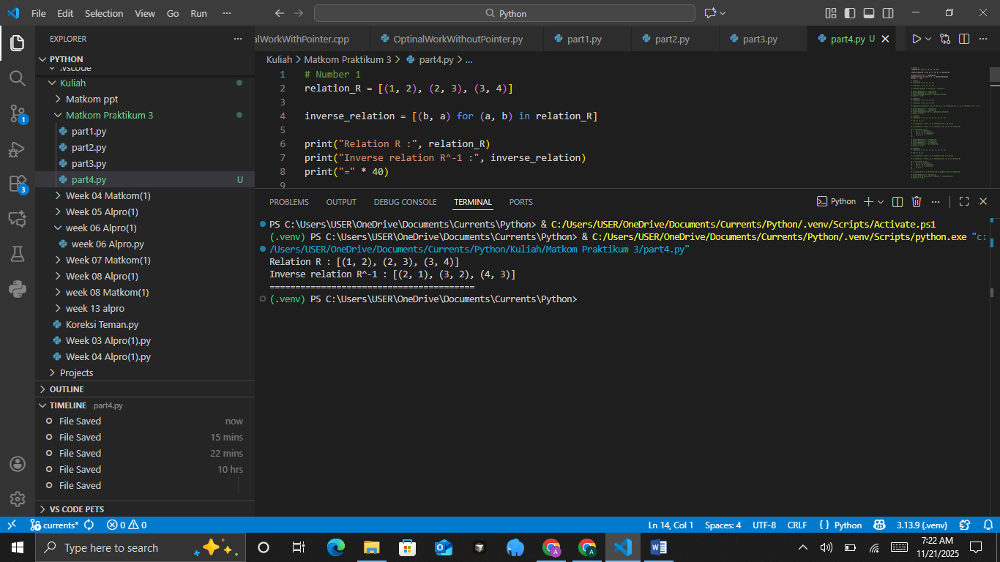 File Edit Selection View Go Run ··· Python
EXPLORER ···
PYTHON
.vscode
Kuliah
Matkom ppt
Matkom Praktikum 3
part1.py
part2.py
part3.py
part4.py U
Week 04 Matkom(1)
Week 05 Alpro(1)
week 06 Alpro(1)
week 06 Alpro.py
Week 07 Matkom(1)
Week 08 Alpro(1)
week 08 Matkom(1)
week 13 alpro
Koreksi Teman.py
Week 03 Alpro(1).py
Week 04 Alpro(1).py
Projects
OUTLINE
TIMELINE part4.py
File Saved now
File Saved 15 mins
File Saved 22 mins
File Saved 10 hrs
File Saved
VS CODE PETS
1
3
alWorkWithPointer.cpp OptinalWorkWithoutPointer.py part1.py part2.py part3.py part4.py U
Kuliah > Matkom Praktikum 3 > part4.py > ...
1 # Number 1
2 relation_R = [(1, 2), (2, 3), (3, 4)]
3
4 inverse_relation = [(b, a) for (a, b) in relation_R]
5
6 print("Relation R :", relation_R)
7 print("Inverse relation R^-1 :", inverse_relation)
8 print("=" * 40)
9
PROBLEMS OUTPUT DEBUG CONSOLE TERMINAL PORTS Python
PS C:\Users\USER\OneDrive\Documents\Currents\Python> & C:/Users/USER/OneDrive/Documents/Currents/Python/.venv/Scripts/Activate.ps1
(.venv) PS C:\Users\USER\OneDrive\Documents\Currents\Python> & C:/Users/USER/OneDrive/Documents/Currents/Python/.venv/Scripts/python.exe "c:
/Users/USER/OneDrive/Documents/Currents/Python/Kuliah/Matkom Praktikum 3/part4.py"
Relation R : [(1, 2), (2, 3), (3, 4)]
Inverse relation R^-1 : [(2, 1), (3, 2), (4, 3)]
========================================
(.venv) PS C:\Users\USER\OneDrive\Documents\Currents\Python>
currents* 0 0 Ln 14, Col 1 Spaces: 4 UTF-8 CRLF { } Python 3.13.9 (.venv)
Type here to search
7:22 AM
11/21/2025